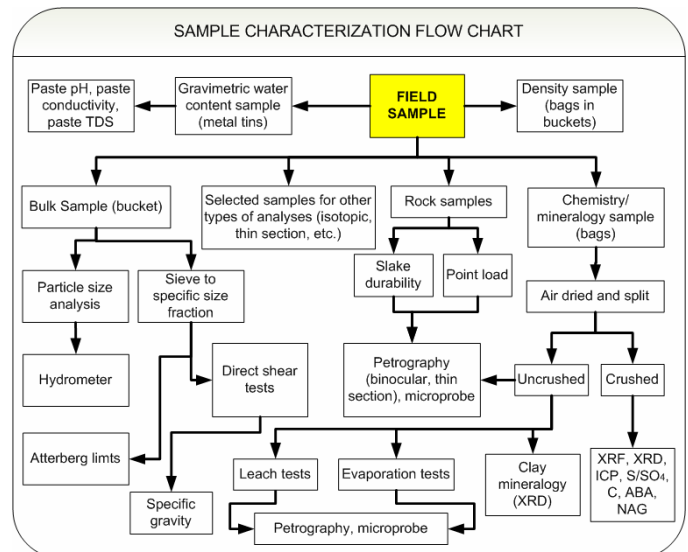 SAMPLE CHARACTERIZATION FLOW CHART
Paste pH, paste
conductivity,
paste TDS
Gravimetric water
content sample
(metal tins)
FIELD
SAMPLE
Density sample
(bags in
buckets)
Bulk Sample (bucket)
Selected samples for other
types of analyses (isotopic,
thin section, etc.)
Rock samples
Chemistry/
mineralogy sample
(bags)
Particle size
analysis
Sieve to
specific size
fraction
Slake
durability
Point load
Air dried and split
Hydrometer
Direct shear
tests
Petrography
(binocular, thin
section), microprobe
Uncrushed
Crushed
Atterberg limts
Specific
gravity
Leach tests
Evaporation tests
Clay
mineralogy
(XRD)
XRF, XRD,
ICP, S/SO₄,
C, ABA,
NAG
Petrography, microprobe